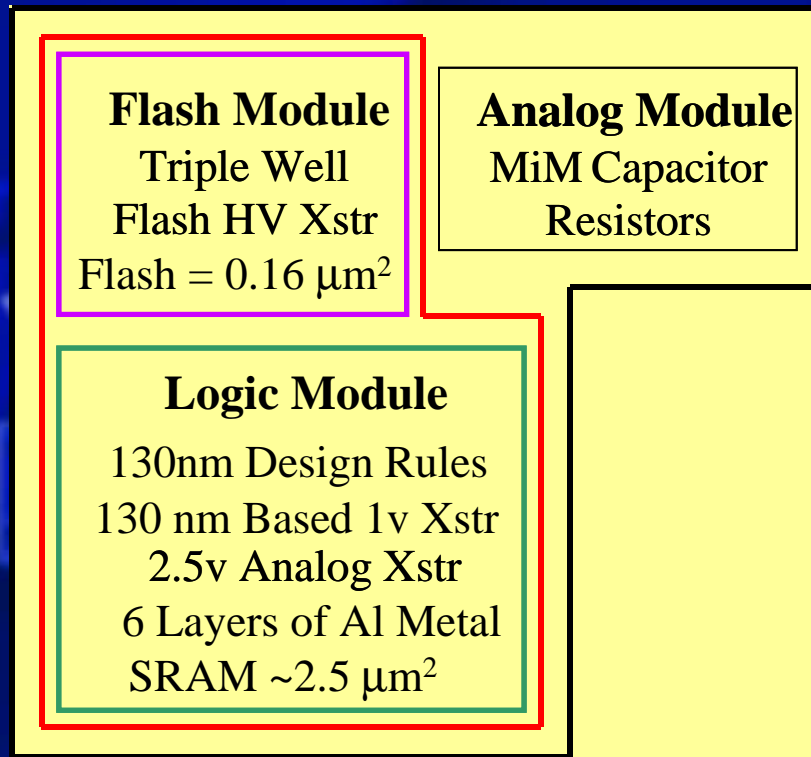 Flash Module
Triple Well
Flash HV Xstr
Flash = 0.16 μm²
Analog Module
MiM Capacitor
Resistors
Logic Module
130nm Design Rules
130 nm Based 1v Xstr
2.5v Analog Xstr
6 Layers of Al Metal
SRAM ~2.5 μm²